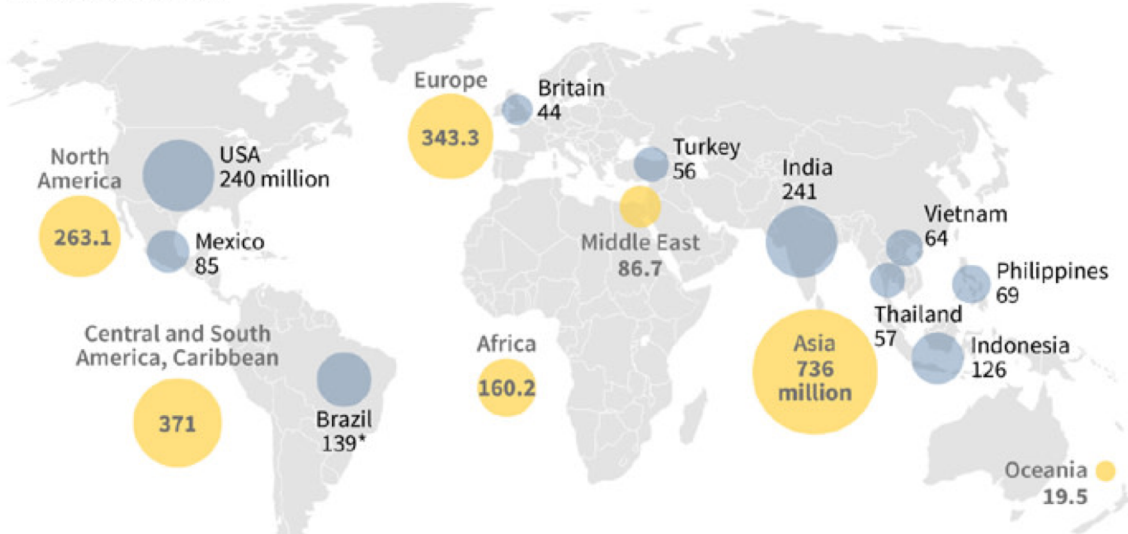 Europe
343.3
Britain
44
North
America
263.1
USA
240 million
Mexico
85
Turkey
56
Middle East
86.7
India
241
Vietnam
64
Philippines
69
Thailand
57
Indonesia
126
Asia
736
million
Central and South
America, Caribbean
371
Brazil
139*
Africa
160.2
Oceania
19.5